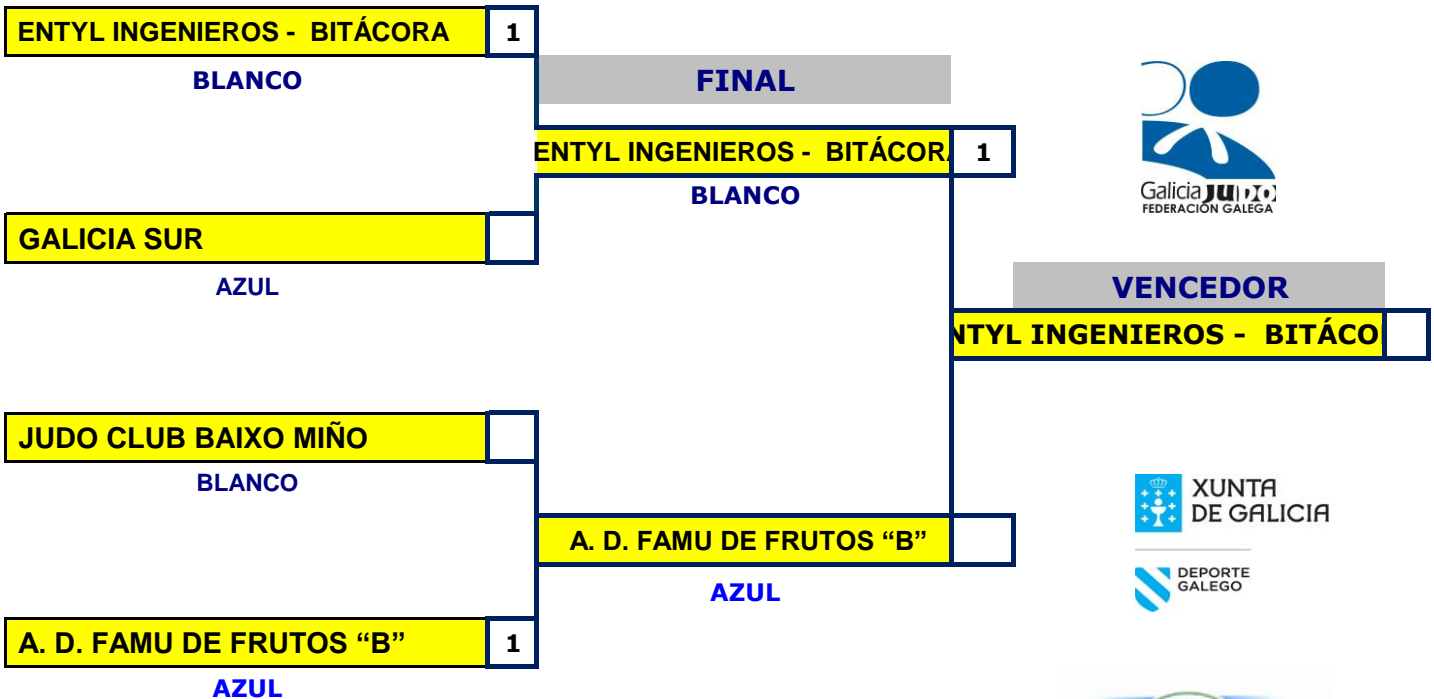 ENTYL INGENIEROS - BITÁCORA 1
BLANCO
FINAL
ENTYL INGENIEROS - BITÁCOR 1
BLANCO
Galicia JUDO
FEDERACIÓN GALEGA
GALICIA SUR
AZUL
VENCEDOR
NTYL INGENIEROS - BITÁCO
JUDO CLUB BAIXO MIÑO
BLANCO
XUNTA
DE GALICIA
A. D. FAMU DE FRUTOS “B”
AZUL
DEPORTE
GALEGO
A. D. FAMU DE FRUTOS “B” 1
AZUL